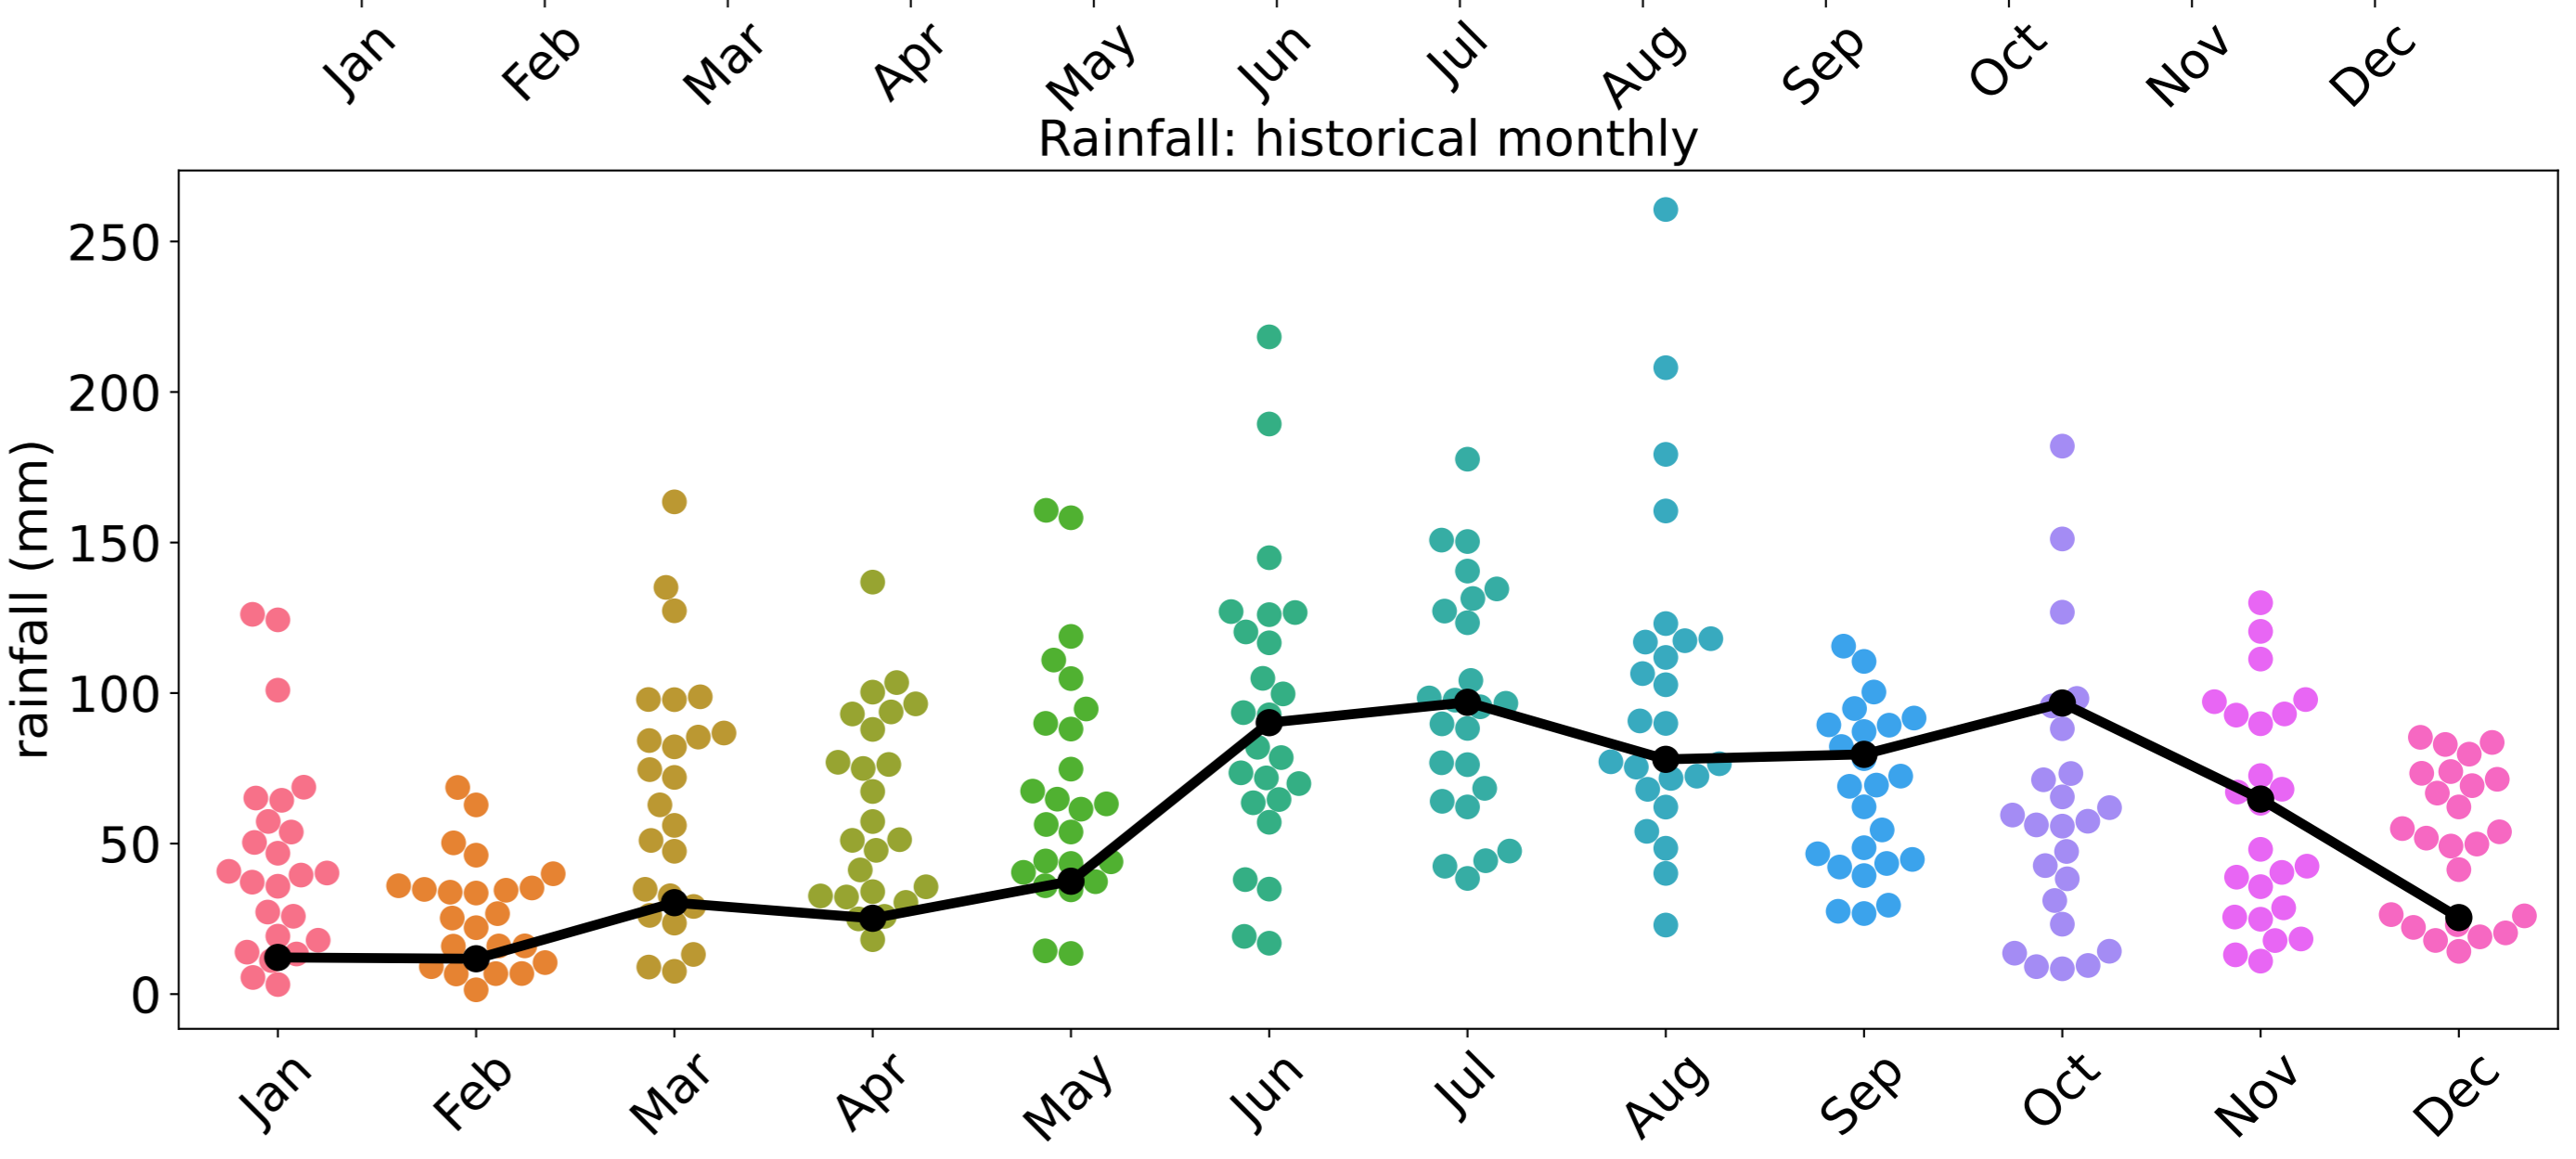 Jan Feb Mar Apr May Jun Jul Aug Sep Oct Nov Dec
Rainfall: historical monthly
rainfall (mm)
250
200
150
100
50
0
Jan Feb Mar Apr May Jun Jul Aug Sep Oct Nov Dec